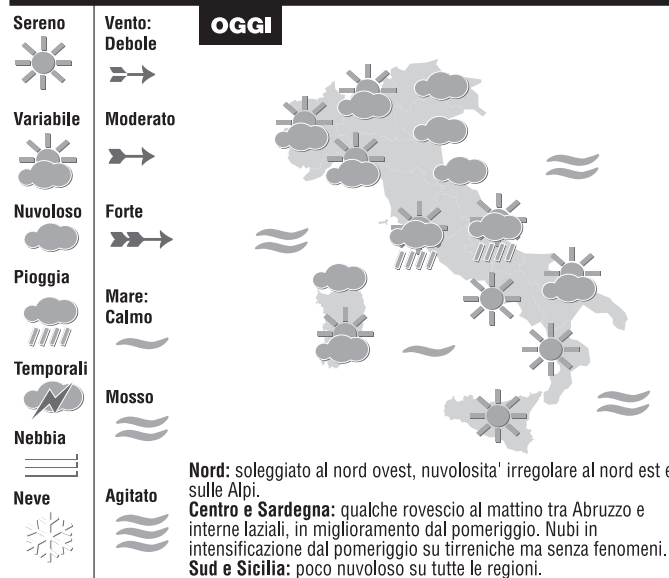 Sereno
Variabile
Nuvoloso
Pioggia
Temporali
Nebbia
Neve
Vento:
Debole
Moderato
Forte
Mare:
Calmo
Mosso
Agitato
OGGI
Nord: soleggiato al nord ovest, nuvolosita' irregolare al nord est e
sulle Alpi.
Centro e Sardegna: qualche rovescio al mattino tra Abruzzo e
interne laziali, in miglioramento dal pomeriggio. Nubi in
intensificazione dal pomeriggio su tirreniche ma senza fenomeni.
Sud e Sicilia: poco nuvoloso su tutte le regioni.